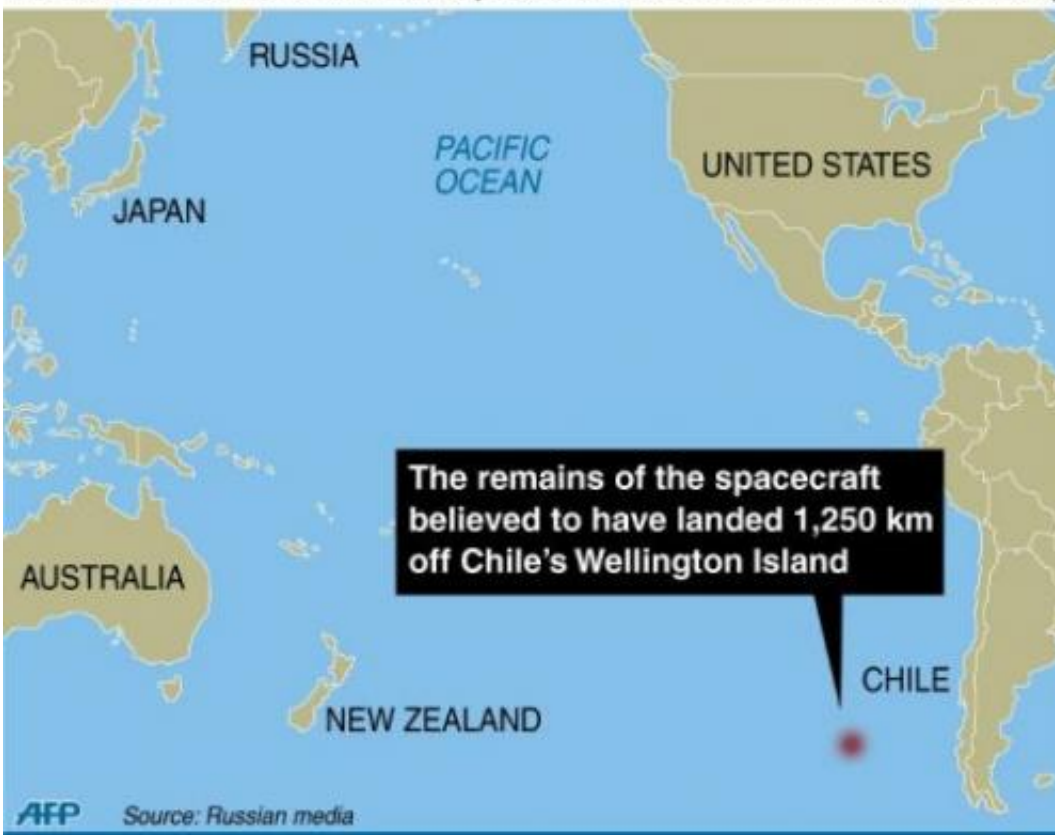 RUSSIA
PACIFIC
OCEAN
UNITED STATES
JAPAN
The remains of the spacecraft
believed to have landed 1,250 km
off Chile's Wellington Island
AUSTRALIA
CHILE
NEW ZEALAND
AFP Source: Russian media